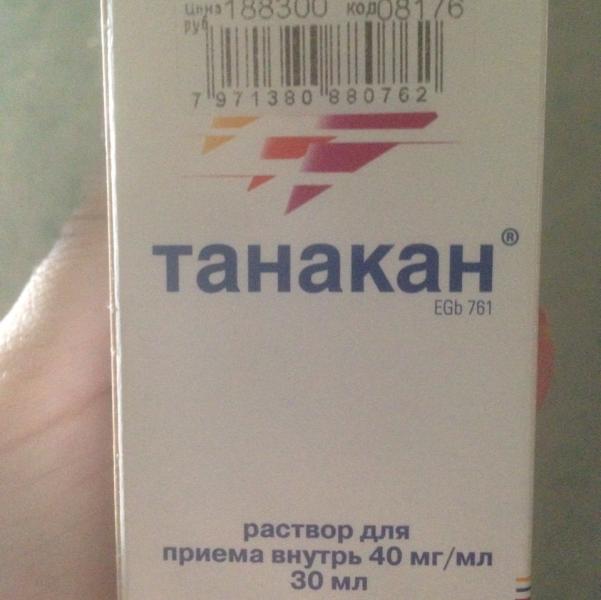 Цена 188300 код 08176
руб
7 971380 880762
танакан®
EGb 761
раствор для
приема внутрь 40 мг/мл
30 мл